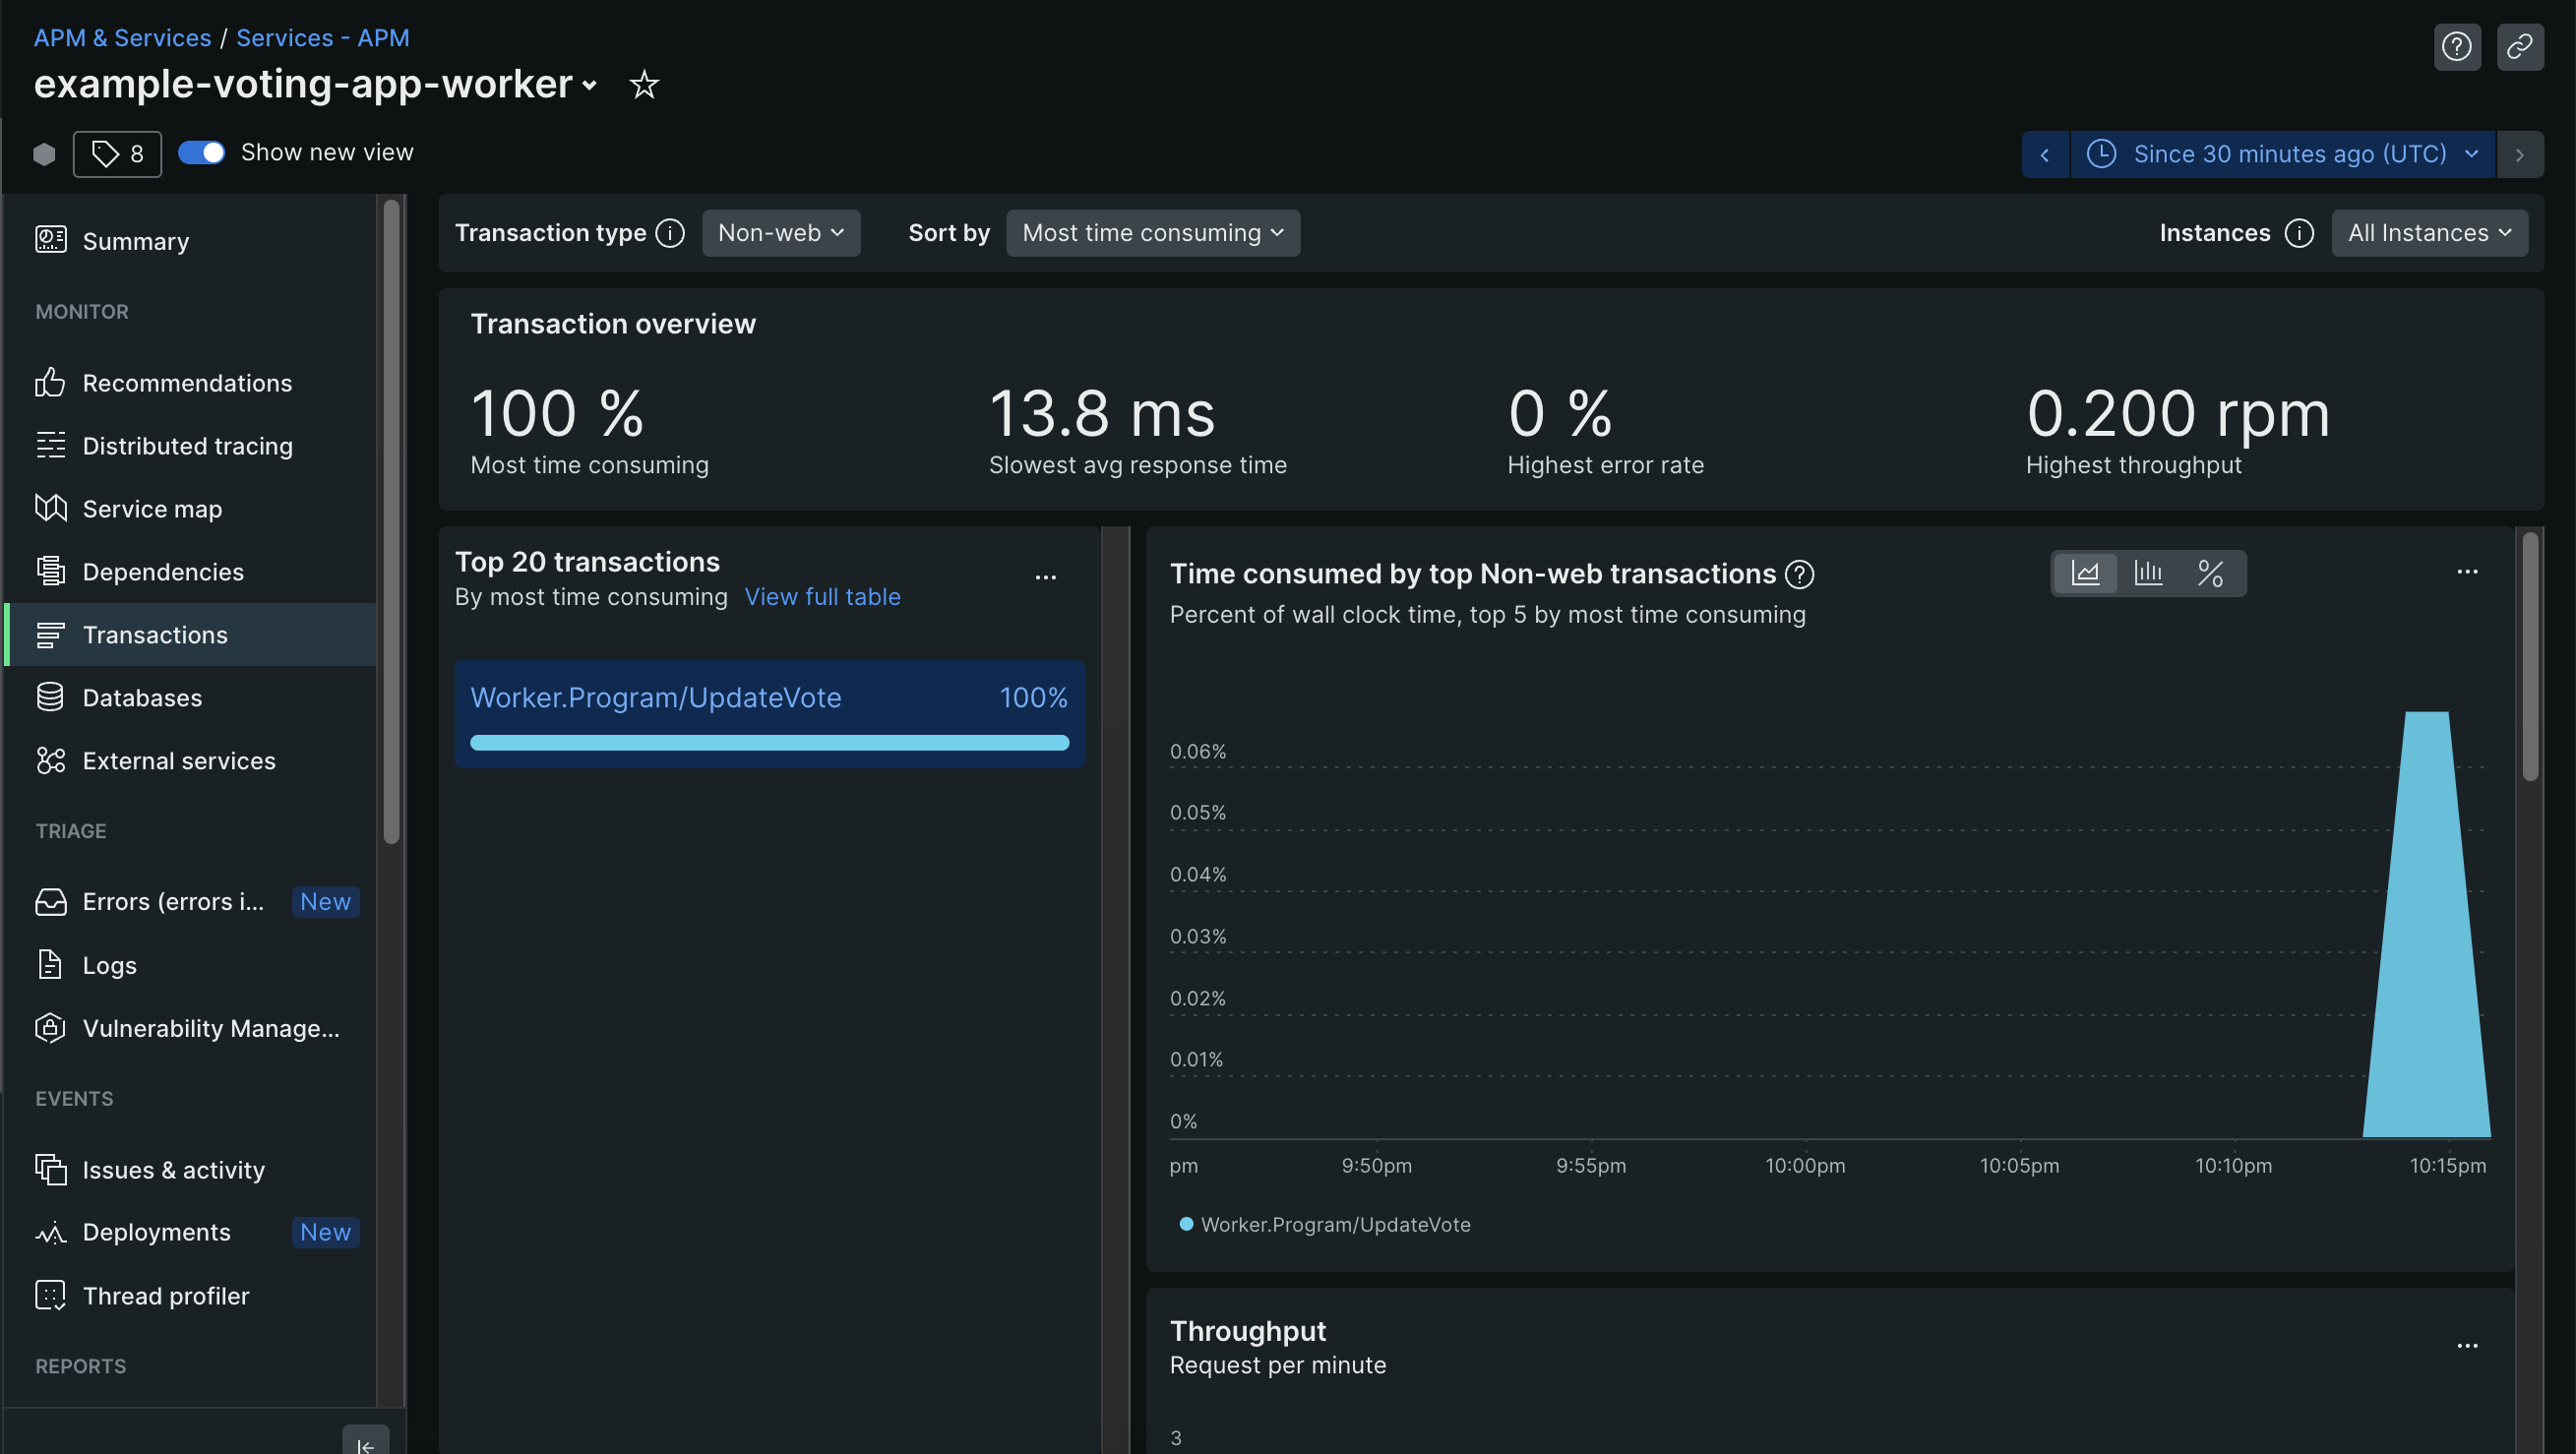 APM & Services / Services - APM
example-voting-app-worker
8
Show new view
Since 30 minutes ago (UTC)
Summary
MONITOR
Recommendations
Distributed tracing
Service map
Dependencies
Transactions
Databases
External services
TRIAGE
Errors (errors i... New
Logs
Vulnerability Manage...
EVENTS
Issues & activity
Deployments New
Thread profiler
REPORTS
Transaction type Non-web Sort by Most time consuming Instances All Instances
Transaction overview
100 % 13.8 ms 0 % 0.200 rpm
Most time consuming Slowest avg response time Highest error rate Highest throughput
Top 20 transactions
By most time consuming View full table
Worker.Program/UpdateVote 100%
Time consumed by top Non-web transactions
Percent of wall clock time, top 5 by most time consuming
0.06%
0.05%
0.04%
0.03%
0.02%
0.01%
0%
pm 9:50pm 9:55pm 10:00pm 10:05pm 10:10pm 10:15pm
Worker.Program/UpdateVote
Throughput
Request per minute
3